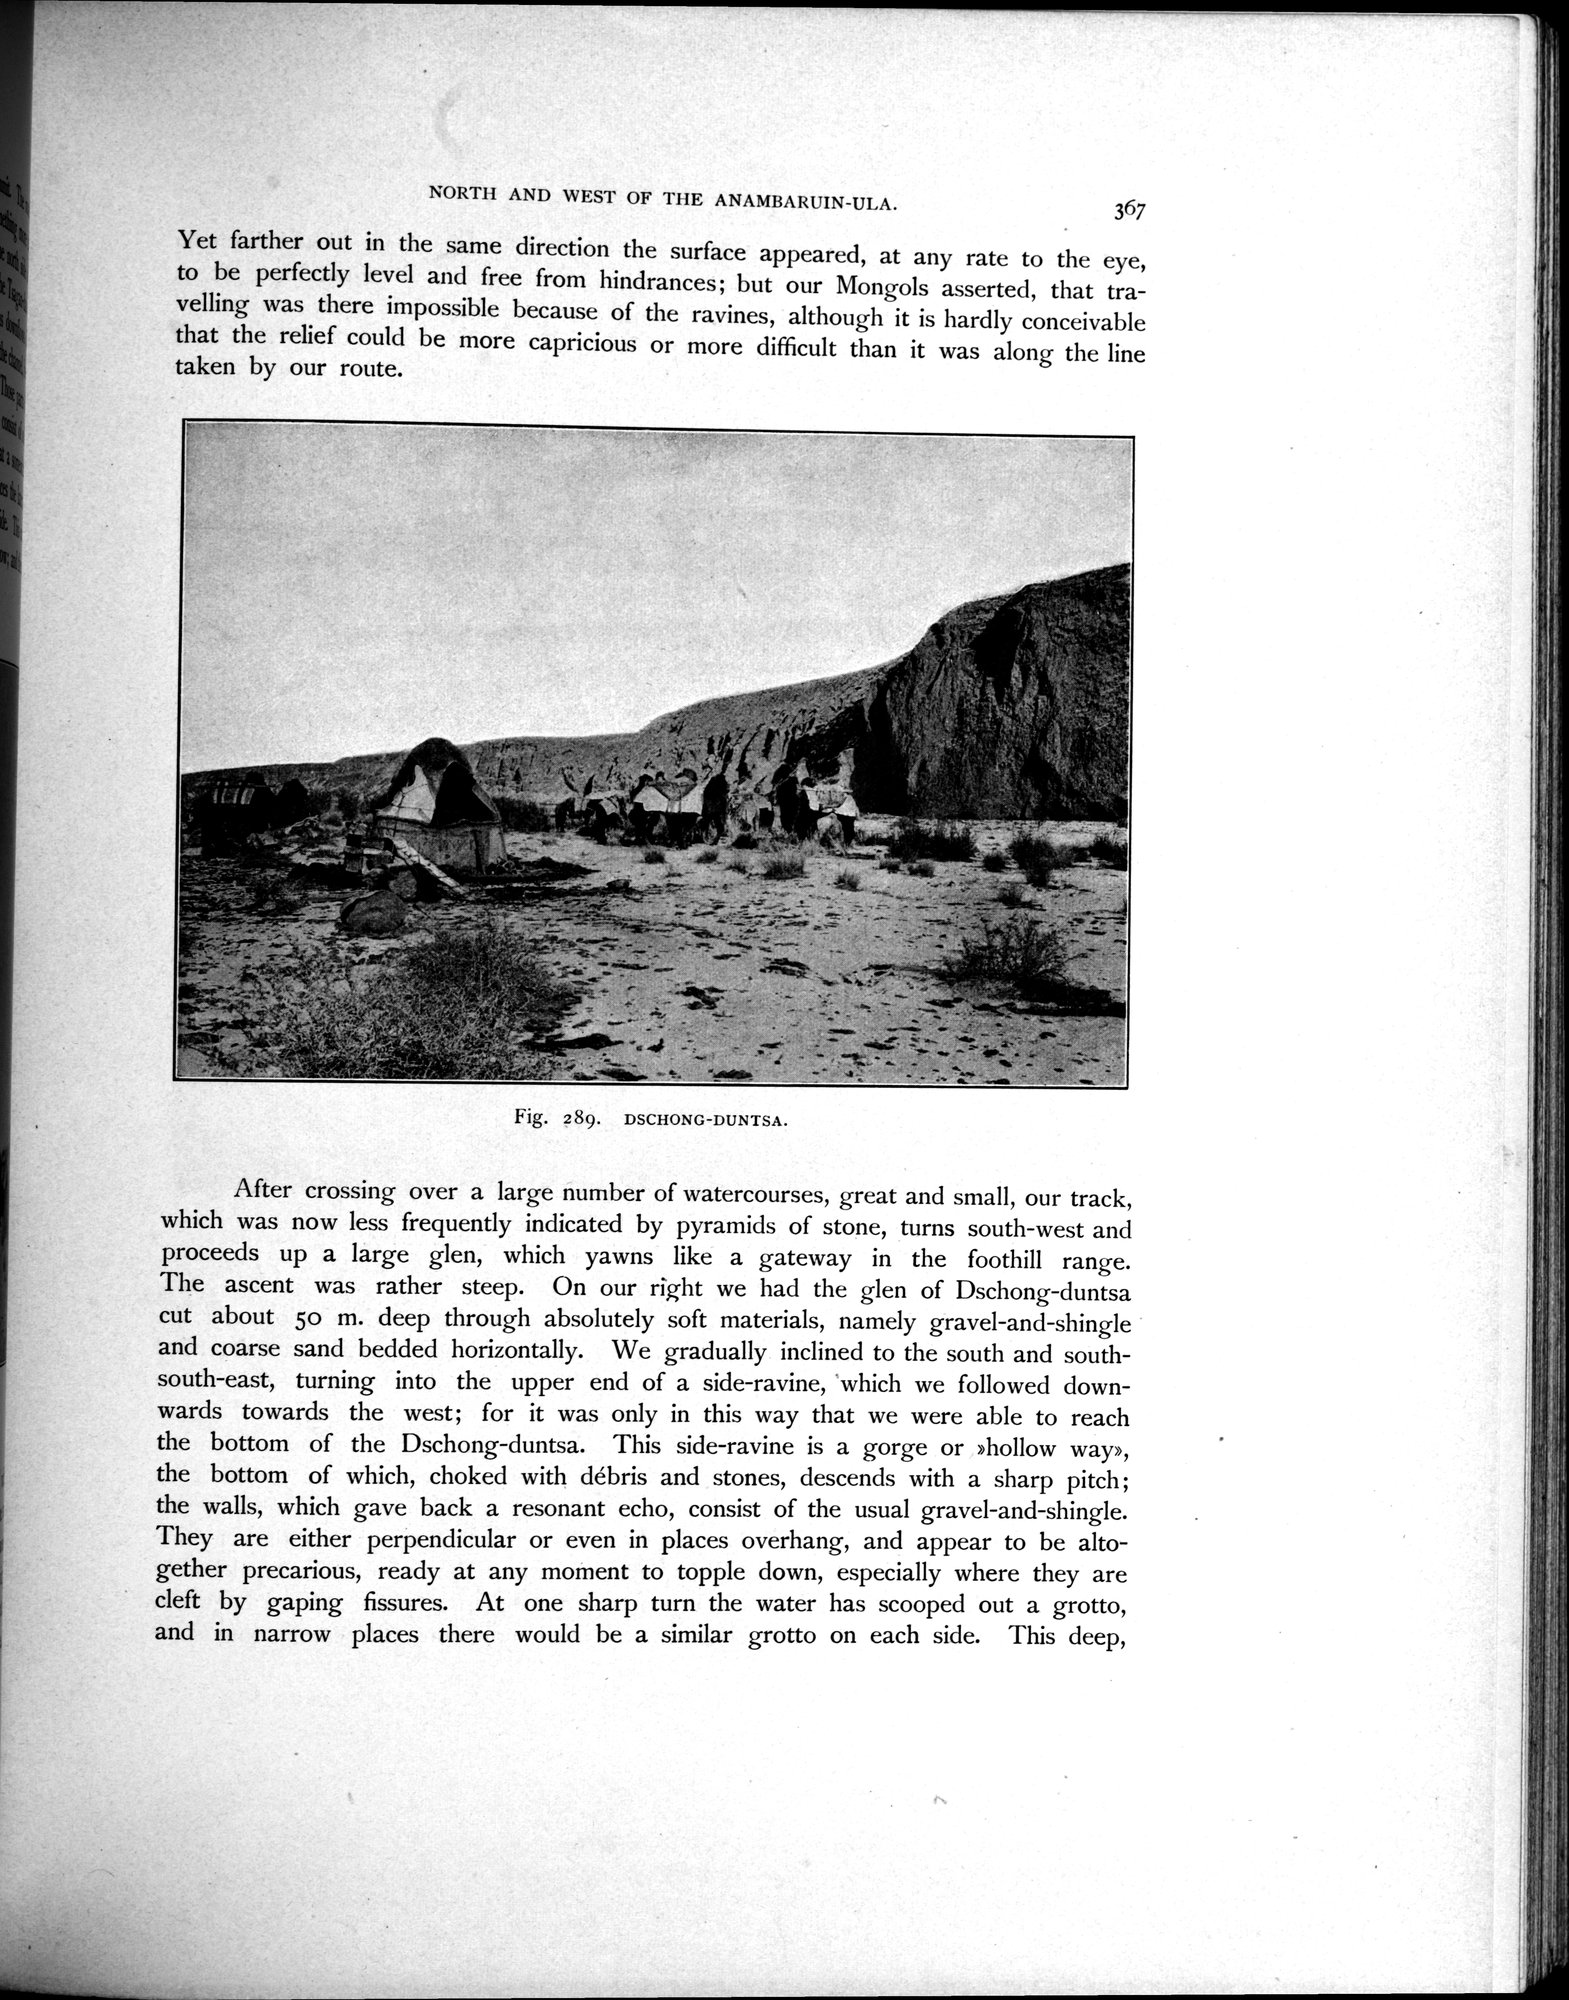 NORTH AND WEST OF THE ANAMBARUIN-ULA.
367
Yet farther out in the same direction the surface appeared, at any rate to the eye,
to be perfectly level and free from hindrances; but our Mongols asserted, that tra-
velling was there impossible because of the ravines, although it is hardly conceivable
that the relief could be more capricious or more difficult than it was along the line
taken by our route.
Fig. 289. DSCHONG-DUNTSA.
After crossing over a large number of watercourses, great and small, our track,
which was now less frequently indicated by pyramids of stone, turns south-west and
proceeds up a large glen, which yawns like a gateway in the foothill range.
The ascent was rather steep. On our right we had the glen of Dschong-duntsa
cut about 50 m. deep through absolutely soft materials, namely gravel-and-shingle
and coarse sand bedded horizontally. We gradually inclined to the south and south-
south-east, turning into the upper end of a side-ravine, which we followed down-
wards towards the west; for it was only in this way that we were able to reach
the bottom of the Dschong-duntsa. This side-ravine is a gorge or »hollow way»,
the bottom of which, choked with débris and stones, descends with a sharp pitch;
the walls, which gave back a resonant echo, consist of the usual gravel-and-shingle.
They are either perpendicular or even in places overhang, and appear to be alto-
gether precarious, ready at any moment to topple down, especially where they are
cleft by gaping fissures. At one sharp turn the water has scooped out a grotto,
and in narrow places there would be a similar grotto on each side. This deep,